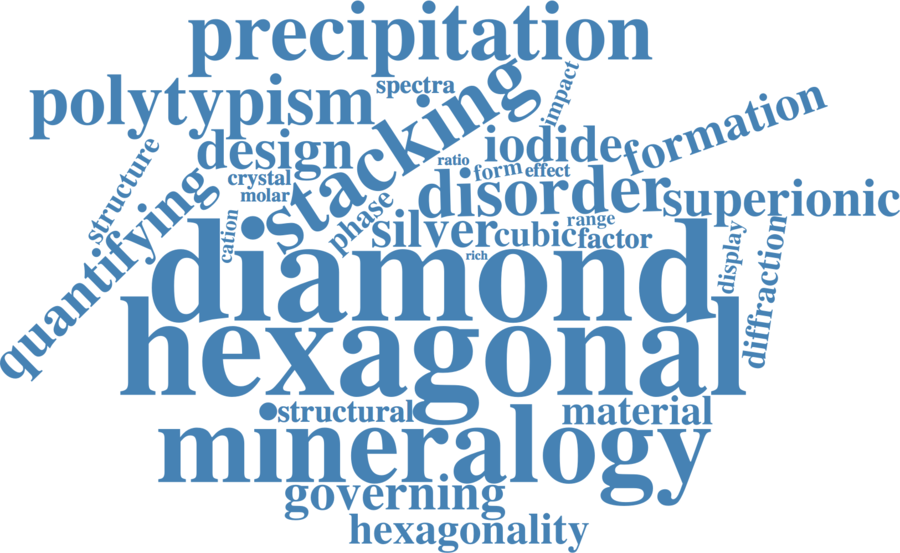 precipitation
polytypism
spectra
impact
stacking
formation
design
iodide
structure
crystal
ratio
form
effect
molar
disorder
superionic
quantifying
phase
cation
silver
cubic
range
factor
rich
display
diffraction
diamond
hexagonal
structural
material
mineralogy
governing
hexagonality